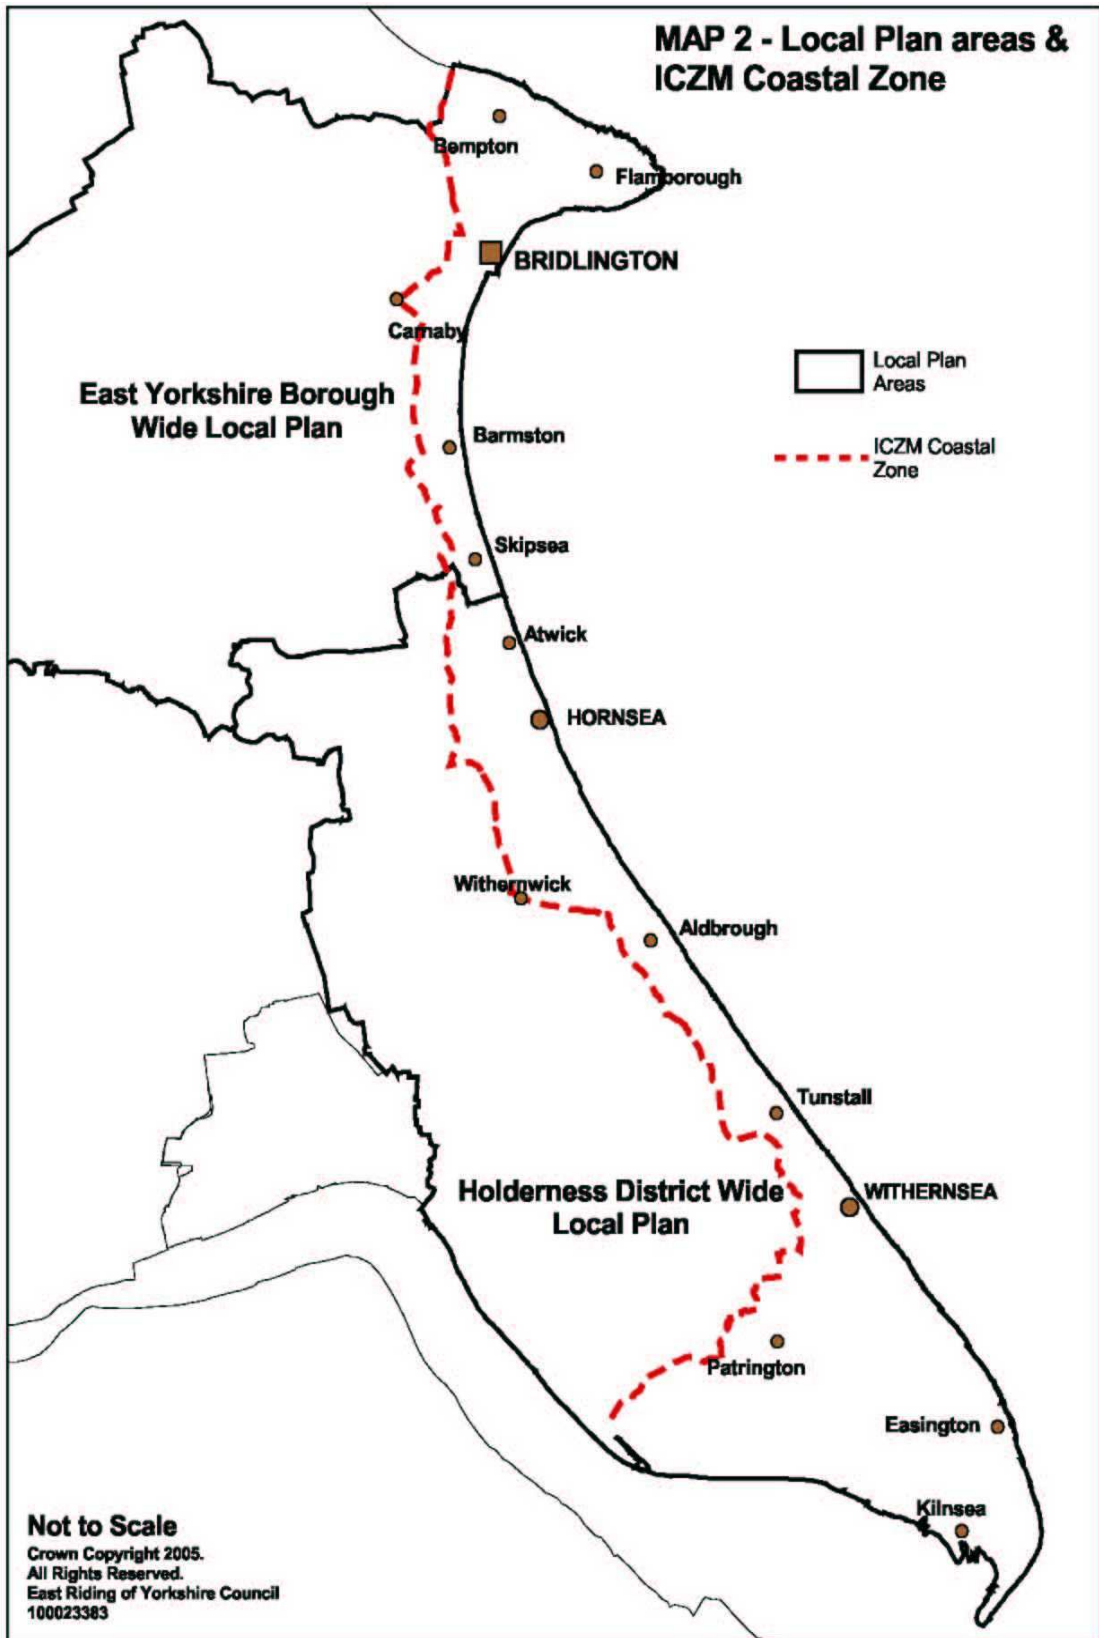 MAP 2 - Local Plan areas &
ICZM Coastal Zone
Bempton
Flamborough
BRIDLINGTON
Carnaby
Local Plan
Areas
East Yorkshire Borough
Wide Local Plan
Barmston
ICZM Coastal
Zone
Skipsea
Atwick
HORNSEA
Withernwick
Aldbrough
Tunstall
Holderness District Wide
Local Plan
WITHERNSEA
Patrington
Easington
Kilnsea
Not to Scale
Crown Copyright 2005.
All Rights Reserved.
East Riding of Yorkshire Council
100023383